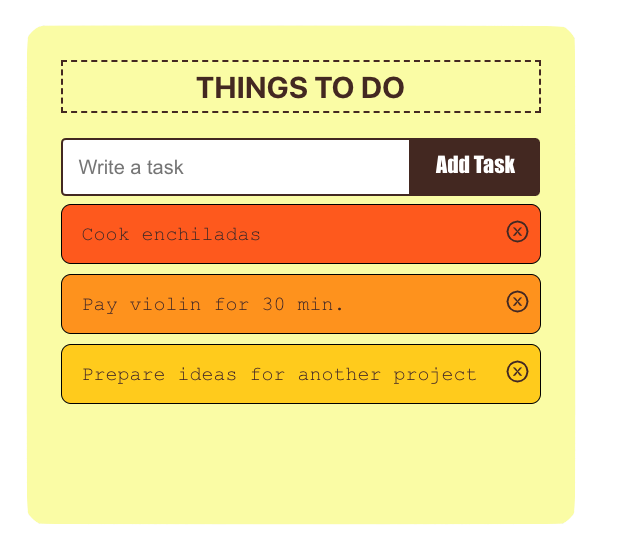 THINGS TO DO
Write a task
Add Task
Cook enchiladas
Pay violin for 30 min.
Prepare ideas for another project